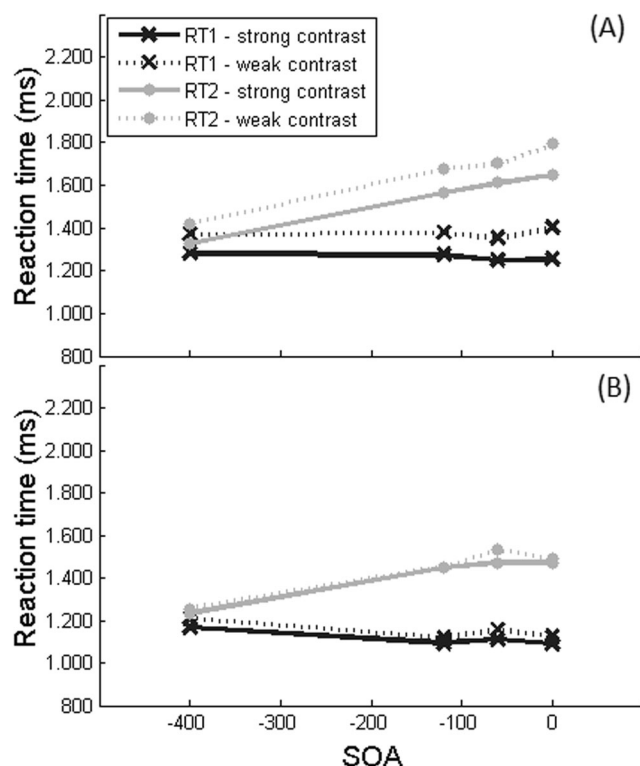 (A)
RT1 - strong contrast
RT1 - weak contrast
RT2 - strong contrast
RT2 - weak contrast
Reaction time (ms)
2.200
2.000
1.800
1.600
1.400
1.200
1.000
800
(B)
Reaction time (ms)
2.200
2.000
1.800
1.600
1.400
1.200
1.000
800
-400 -300 -200 -100 0
SOA